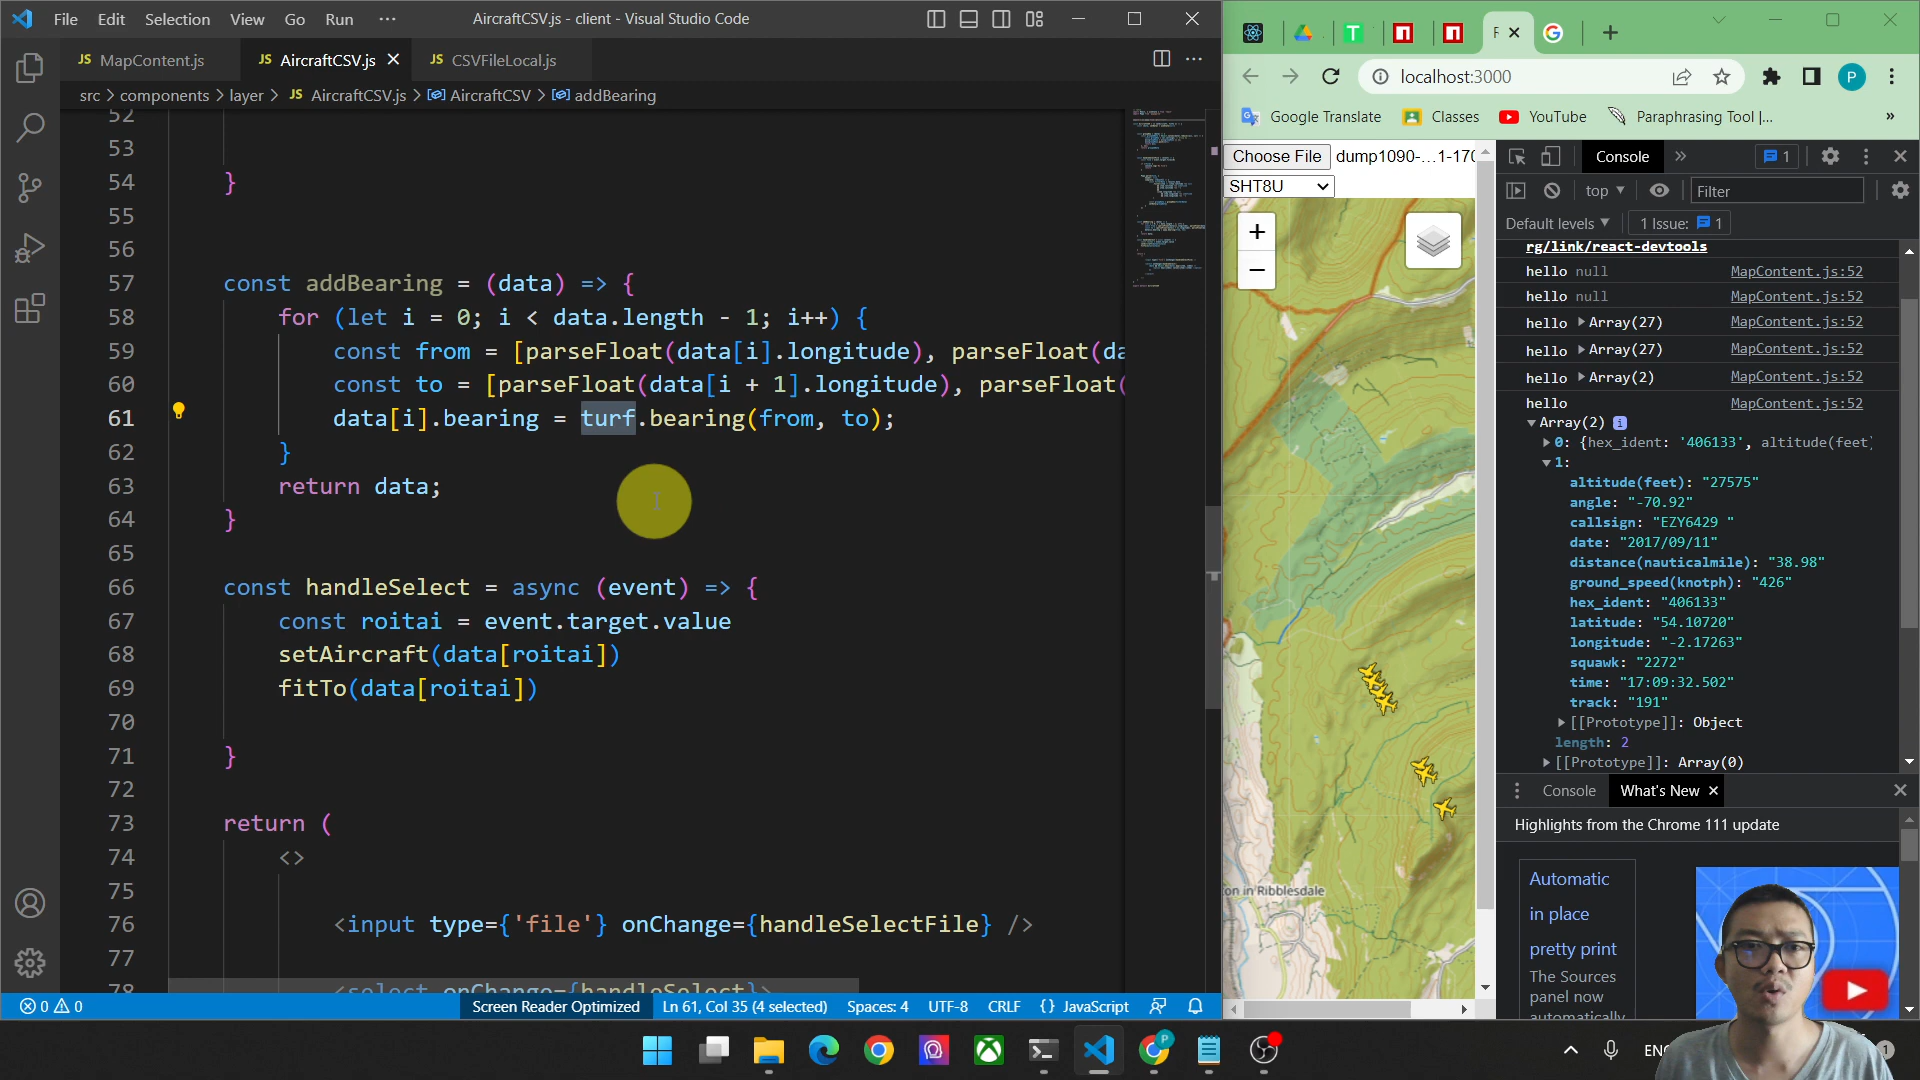 File Edit Selection View Go Run ··· AircraftCSV.js - client - Visual Studio Code
JS MapContent.js JS AircraftCSV.js JS CSVFileLocal.js
src > components > layer > JS AircraftCSV.js > AircraftCSV > addBearing
52
53
54 }
55
56
57 const addBearing = (data) => {
58 for (let i = 0; i < data.length - 1; i++) {
59 const from = [parseFloat(data[i].longitude), parseFloat(da
60 const to = [parseFloat(data[i + 1].longitude), parseFloat(
61 data[i].bearing = turf.bearing(from, to);
62 }
63 return data;
64 }
65
66 const handleSelect = async (event) => {
67 const roitai = event.target.value
68 setAircraft(data[roitai])
69 fitTo(data[roitai])
70
71 }
72
73 return (
74 <>
75
76 <input type={'file'} onChange={handleSelectFile} />
77
78 <select onChange={handleSelect}>
0 0 Screen Reader Optimized Ln 61, Col 35 (4 selected) Spaces: 4 UTF-8 CRLF {} JavaScript
localhost:3000
P
Google Translate Classes YouTube Paraphrasing Tool |... »
Choose File dump1090-...1-170
SHT8U
+
−
on in Ribblesdale
Console » 1
top Filter
Default levels 1 Issue: 1
rg/link/react-devtools
hello null MapContent.js:52
hello null MapContent.js:52
hello Array(27) MapContent.js:52
hello Array(27) MapContent.js:52
hello Array(2) MapContent.js:52
hello MapContent.js:52
Array(2) i
0: {hex_ident: '406133', altitude(feet)
1:
altitude(feet): "27575"
angle: "-70.92"
callsign: "EZY6429 "
date: "2017/09/11"
distance(nauticalmile): "38.98"
ground_speed(knotph): "426"
hex_ident: "406133"
latitude: "54.10720"
longitude: "-2.17263"
squawk: "2272"
time: "17:09:32.502"
track: "191"
[[Prototype]]: Object
length: 2
[[Prototype]]: Array(0)
Console What's New
Highlights from the Chrome 111 update
Automatic
in place
pretty print
The Sources
panel now
automatically